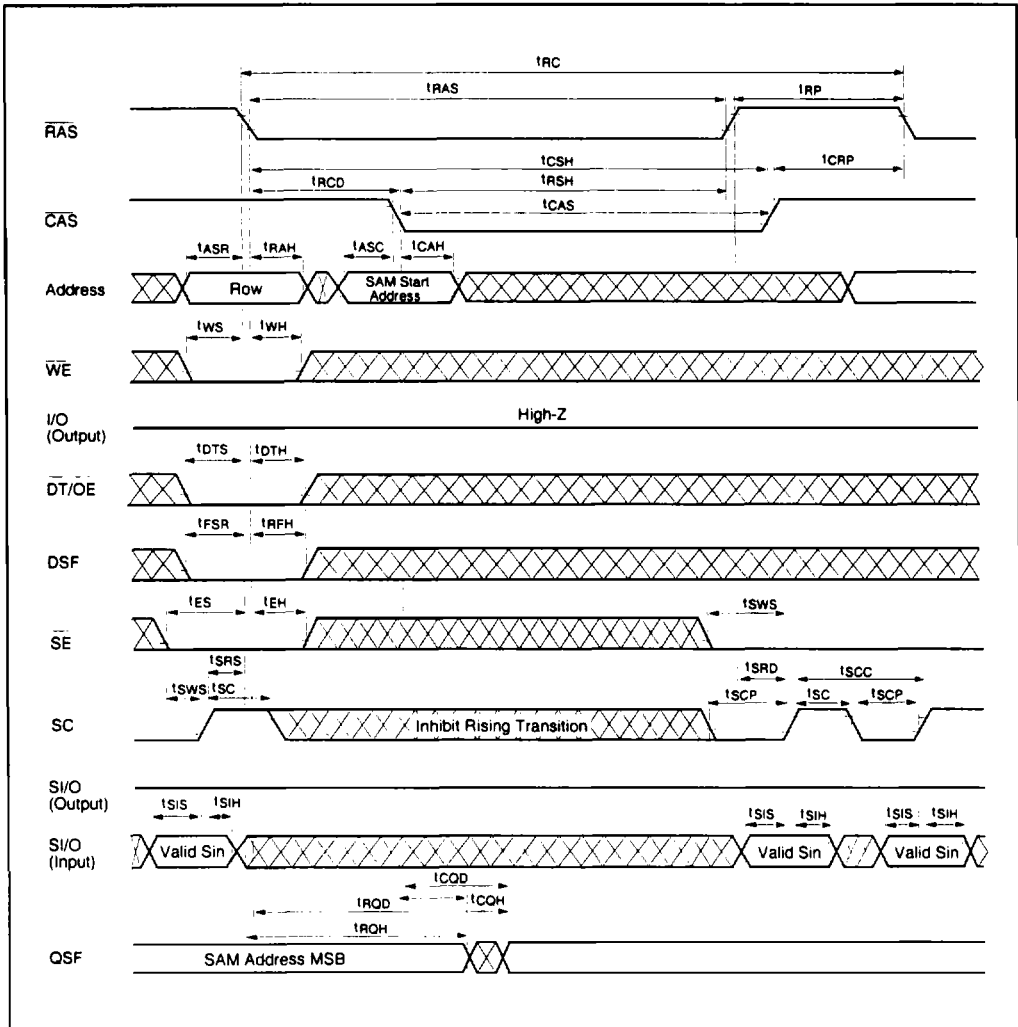 tRC
tRAS tRP
RAS
tCSH tCRP
tRCD tRSH
tCAS
CAS
tASR tRAH tASC tCAH
Address Row SAM Start Address
tWS tWH
WE
I/O (Output) High-Z
tDTS tDTH
DT/OE
tFSR tRFH
DSF
tES tEH tSWS
SE
tSRS tSRD tSCC
tSWS tSC tSCP tSC tSCP
SC Inhibit Rising Transition
SI/O (Output)
tSIS tSIH tSIS tSIH tSIS tSIH
SI/O (Input) Valid Sin Valid Sin Valid Sin
tCQD
tRQD tCQH
tRQH
QSF SAM Address MSB